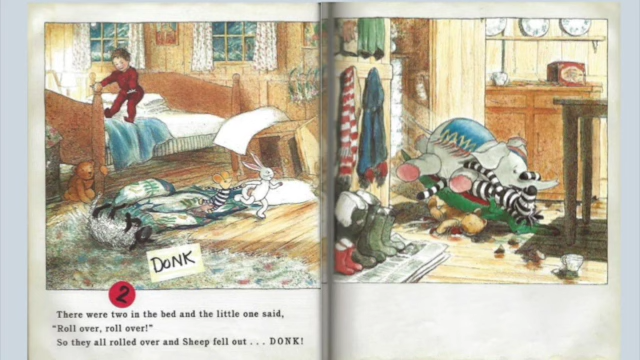 DONK
2
There were two in the bed and the little one said,
"Roll over, roll over!"
So they all rolled over and Sheep fell out . . . DONK!